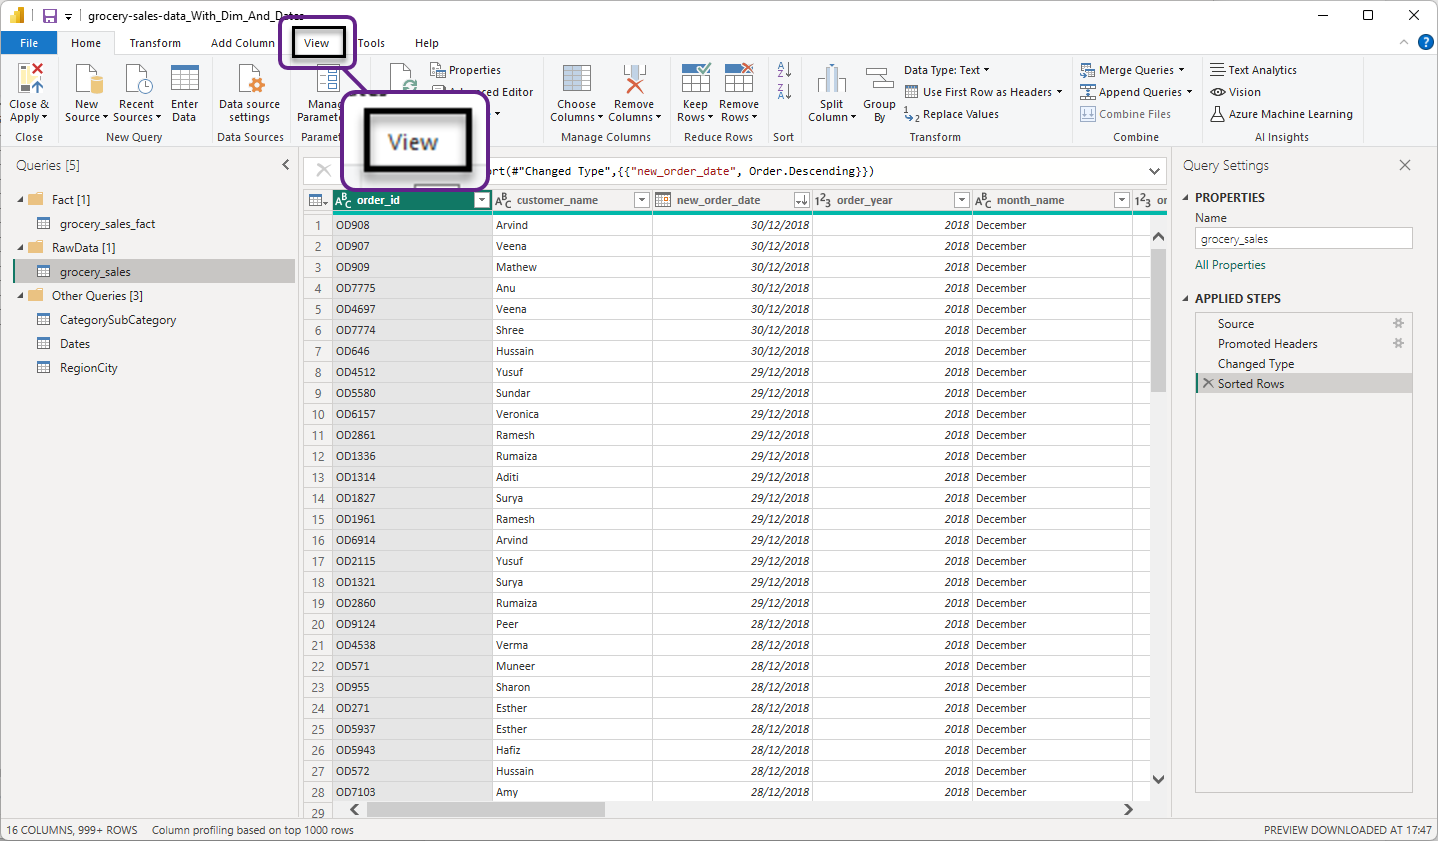 grocery-sales-data_With_Dim_And_Dates
File Home Transform Add Column View Tools Help
Close & Apply
New Source
Recent Sources
Enter Data
Data source settings
Properties
Choose Columns
Remove Columns
Keep Rows
Remove Rows
Split Column
Group By
Data Type: Text
Use First Row as Headers
Replace Values
Merge Queries
Append Queries
Combine Files
Text Analytics
Vision
Azure Machine Learning
Close New Query Data Sources Manage Columns Reduce Rows Sort Transform Combine AI Insights
View
Queries [5]
Fact [1]
grocery_sales_fact
RawData [1]
grocery_sales
Other Queries [3]
CategorySubCategory
Dates
RegionCity
(#"Changed Type",{{"new_order_date", Order.Descending}})
order_id customer_name new_order_date order_year month_name
1 OD908 Arvind 30/12/2018 2018 December
2 OD907 Veena 30/12/2018 2018 December
3 OD909 Mathew 30/12/2018 2018 December
4 OD7775 Anu 30/12/2018 2018 December
5 OD4697 Veena 30/12/2018 2018 December
6 OD7774 Shree 30/12/2018 2018 December
7 OD646 Hussain 30/12/2018 2018 December
8 OD4512 Yusuf 29/12/2018 2018 December
9 OD5580 Sundar 29/12/2018 2018 December
10 OD6157 Veronica 29/12/2018 2018 December
11 OD2861 Ramesh 29/12/2018 2018 December
12 OD1336 Rumaiza 29/12/2018 2018 December
13 OD1314 Aditi 29/12/2018 2018 December
14 OD1827 Surya 29/12/2018 2018 December
15 OD1961 Ramesh 29/12/2018 2018 December
16 OD6914 Arvind 29/12/2018 2018 December
17 OD2115 Yusuf 29/12/2018 2018 December
18 OD1321 Surya 29/12/2018 2018 December
19 OD2860 Rumaiza 29/12/2018 2018 December
20 OD9124 Peer 28/12/2018 2018 December
21 OD4538 Verma 28/12/2018 2018 December
22 OD571 Muneer 28/12/2018 2018 December
23 OD955 Sharon 28/12/2018 2018 December
24 OD271 Esther 28/12/2018 2018 December
25 OD5937 Esther 28/12/2018 2018 December
26 OD5943 Hafiz 28/12/2018 2018 December
27 OD572 Hussain 28/12/2018 2018 December
28 OD7103 Amy 28/12/2018 2018 December
29
Query Settings
PROPERTIES
Name
grocery_sales
All Properties
APPLIED STEPS
Source
Promoted Headers
Changed Type
Sorted Rows
16 COLUMNS, 999+ ROWS Column profiling based on top 1000 rows PREVIEW DOWNLOADED AT 17:47